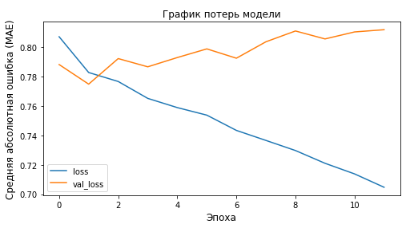 График потерь модели
Средняя абсолютная ошибка (MAE)
0.80
0.78
0.76
0.74
0.72
0.70
loss
val_loss
0 2 4 6 8 10
Эпоха